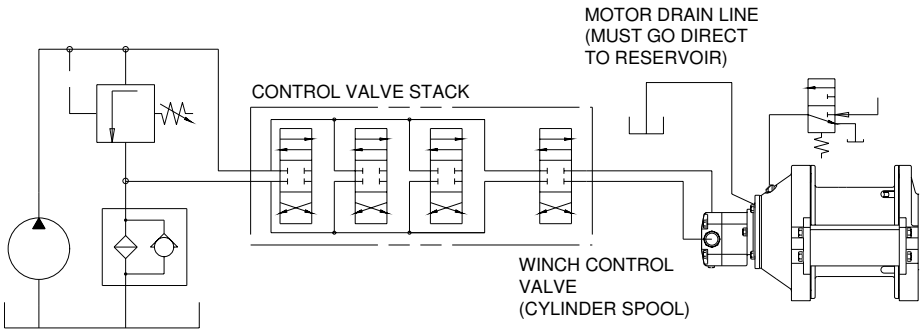 MOTOR DRAIN LINE
(MUST GO DIRECT
TO RESERVOIR)
CONTROL VALVE STACK
WINCH CONTROL
VALVE
(CYLINDER SPOOL)